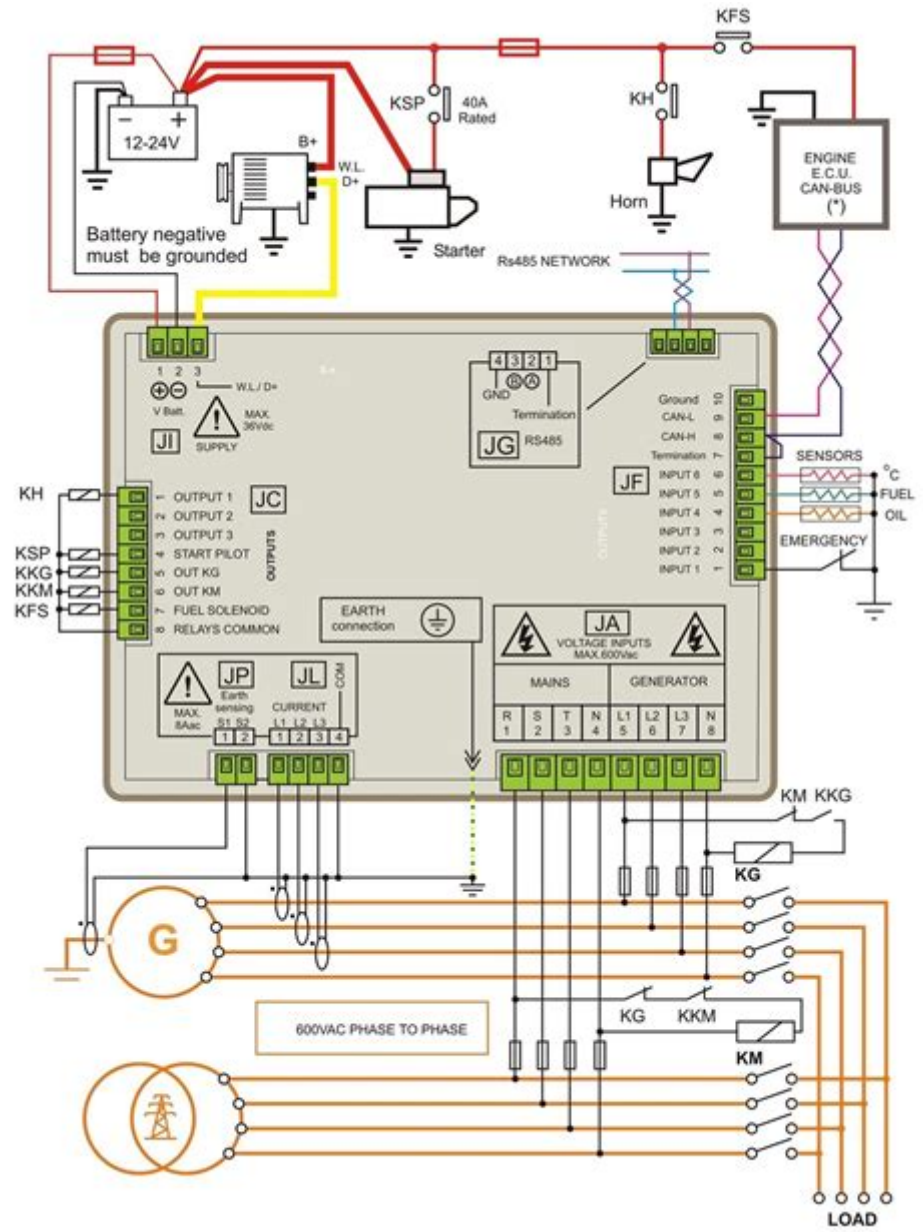 KFS
KSP
40A
Rated
KH
− +
12-24V
B+
W.L.
D+
ENGINE
E.C.U.
CAN-BUS
(*)
Horn
Starter
Battery negative
must be grounded
Rs485 NETWORK
1 2 3
W.L./ D+
V Batt.
MAX.
36Vdc
JI
SUPPLY
4 3 2 1
GND B A
Termination
JG RS485
Ground 10
CAN-L 9
CAN-H 8
Termination 7
INPUT 6 6
INPUT 5 5
INPUT 4 4
INPUT 3 3
INPUT 2 2
INPUT 1 1
JF
SENSORS
°C
FUEL
OIL
EMERGENCY
KH
KSP
KKG
KKM
KFS
1 OUTPUT 1
2 OUTPUT 2
3 OUTPUT 3
4 START PILOT
5 OUT KG
6 OUT KM
7 FUEL SOLENOID
8 RELAYS COMMON
JC
OUTPUTS
OUTPUTS
EARTH
connection
JA
VOLTAGE INPUTS
MAX.600Vac
MAINS GENERATOR
R S T N L1 L2 L3 N
1 2 3 4 5 6 7 8
MAX.
8Aac
JP
Earth
sensing
S1 S2
1 2
JL
CURRENT
COM
L1 L2 L3
1 2 3 4
KM KKG
KG
G
KG KKM
KM
600VAC PHASE TO PHASE
LOAD